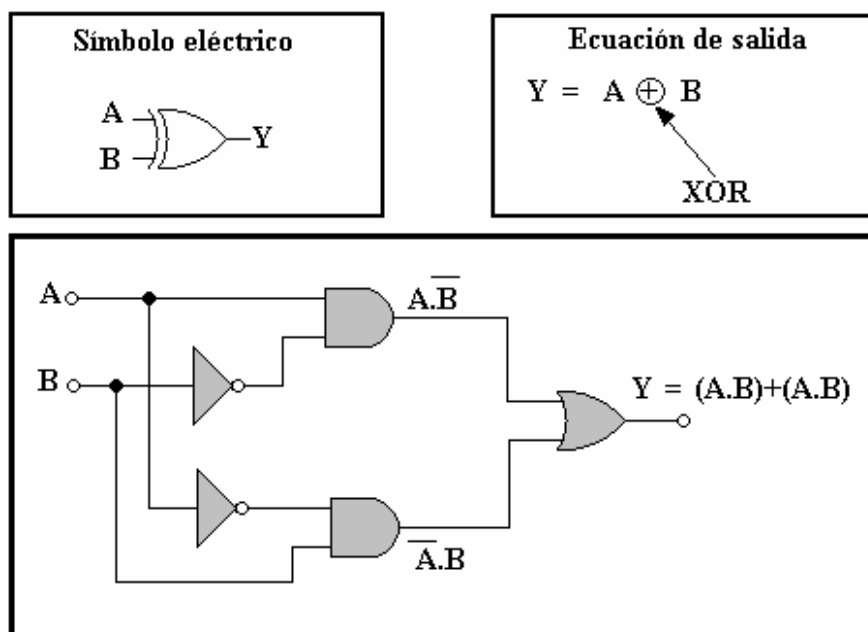 Símbolo eléctrico
A
B
Y
Ecuación de salida
Y = A ⊕ B
XOR
A
B
A.B̅
A̅.B
Y = (A.B)+(A.B)